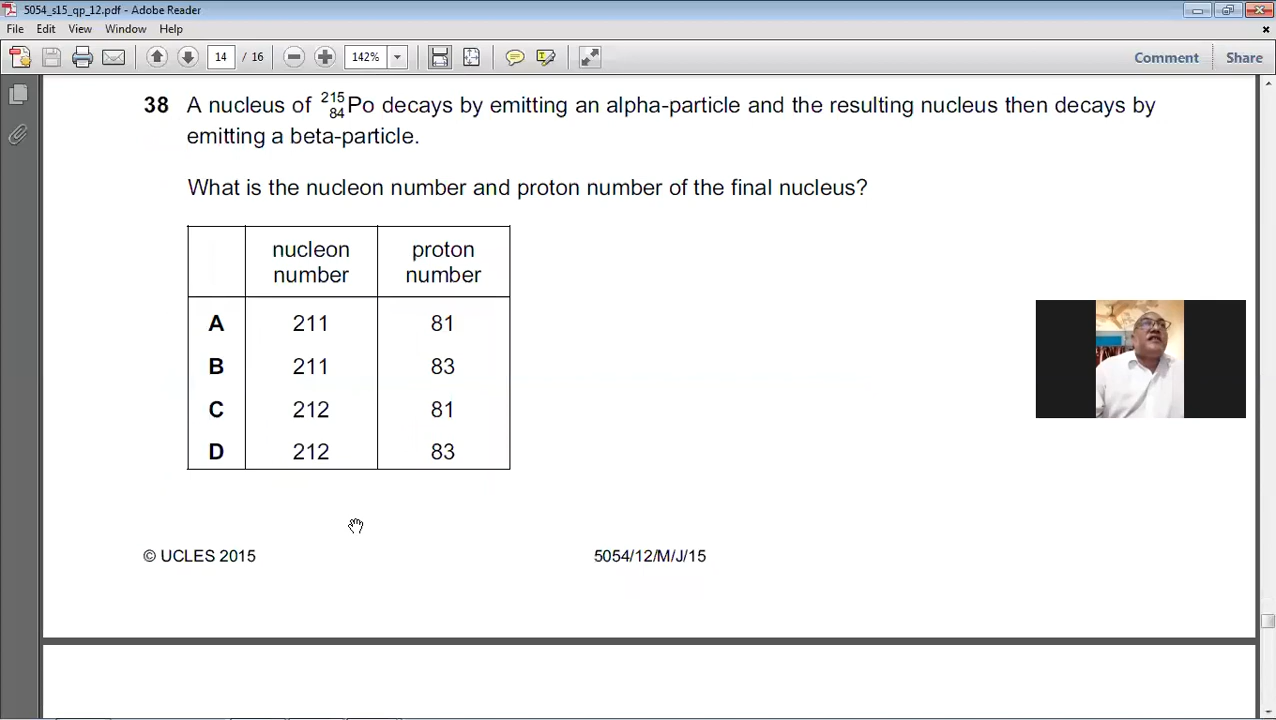 5054_s15_qp_12.pdf - Adobe Reader
File Edit View Window Help
14 / 16 142% Comment Share
38 A nucleus of ²¹⁵₈₄Po decays by emitting an alpha-particle and the resulting nucleus then decays by
emitting a beta-particle.
What is the nucleon number and proton number of the final nucleus?
nucleon number proton number
A 211 81
B 211 83
C 212 81
D 212 83
© UCLES 2015 5054/12/M/J/15